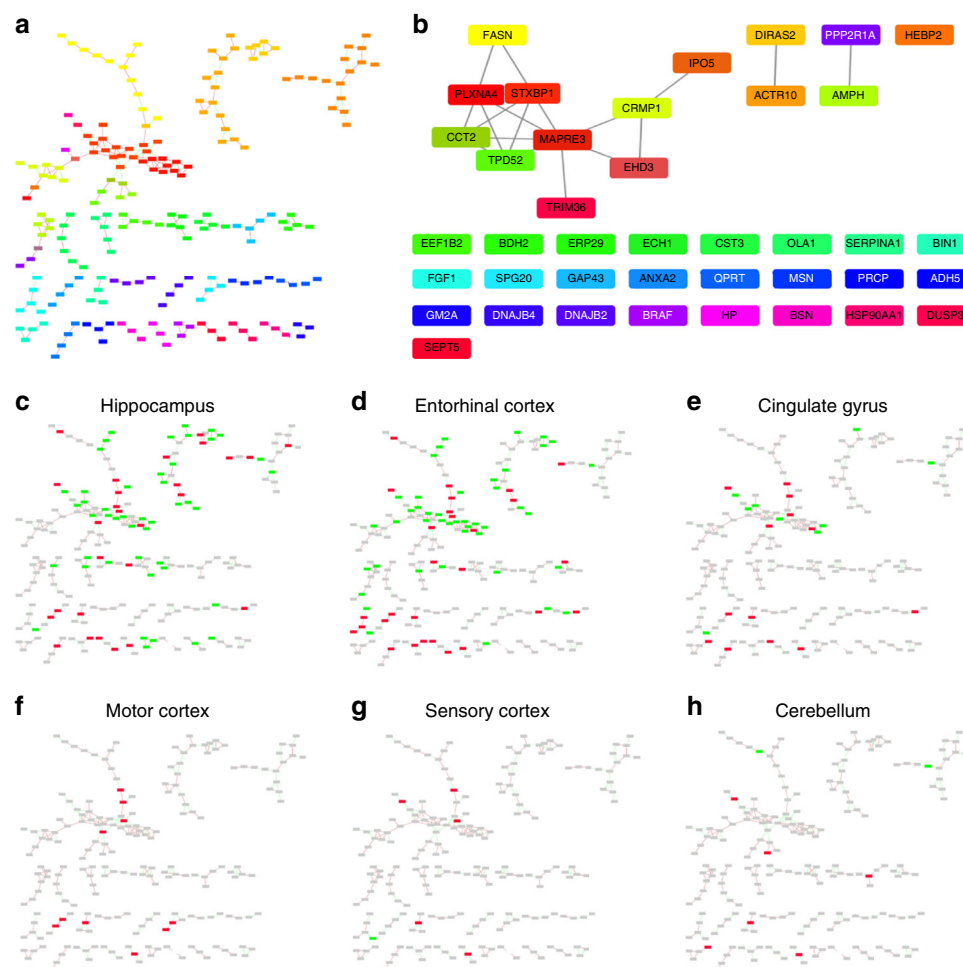 a
b
FASN
DIRAS2
PPP2R1A
HEBP2
IPO5
PLXNA4
STXBP1
ACTR10
AMPH
CRMP1
CCT2
MAPRE3
TPD52
EHD3
TRIM36
EEF1B2 BDH2 ERP29 ECH1 CST3 OLA1 SERPINA1 BIN1
FGF1 SPG20 GAP43 ANXA2 QPRT MSN PRCP ADH5
GM2A DNAJB4 DNAJB2 BRAF HP BSN HSP90AA1 DUSP3
SEPT5
c Hippocampus
d Entorhinal cortex
e Cingulate gyrus
f Motor cortex
g Sensory cortex
h Cerebellum